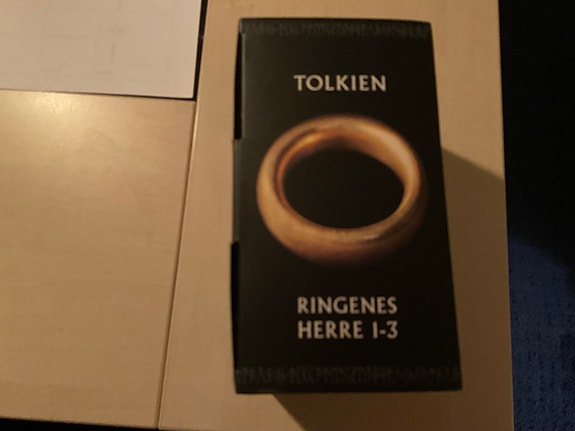 TOLKIEN
RINGENES
HERRE 1-3